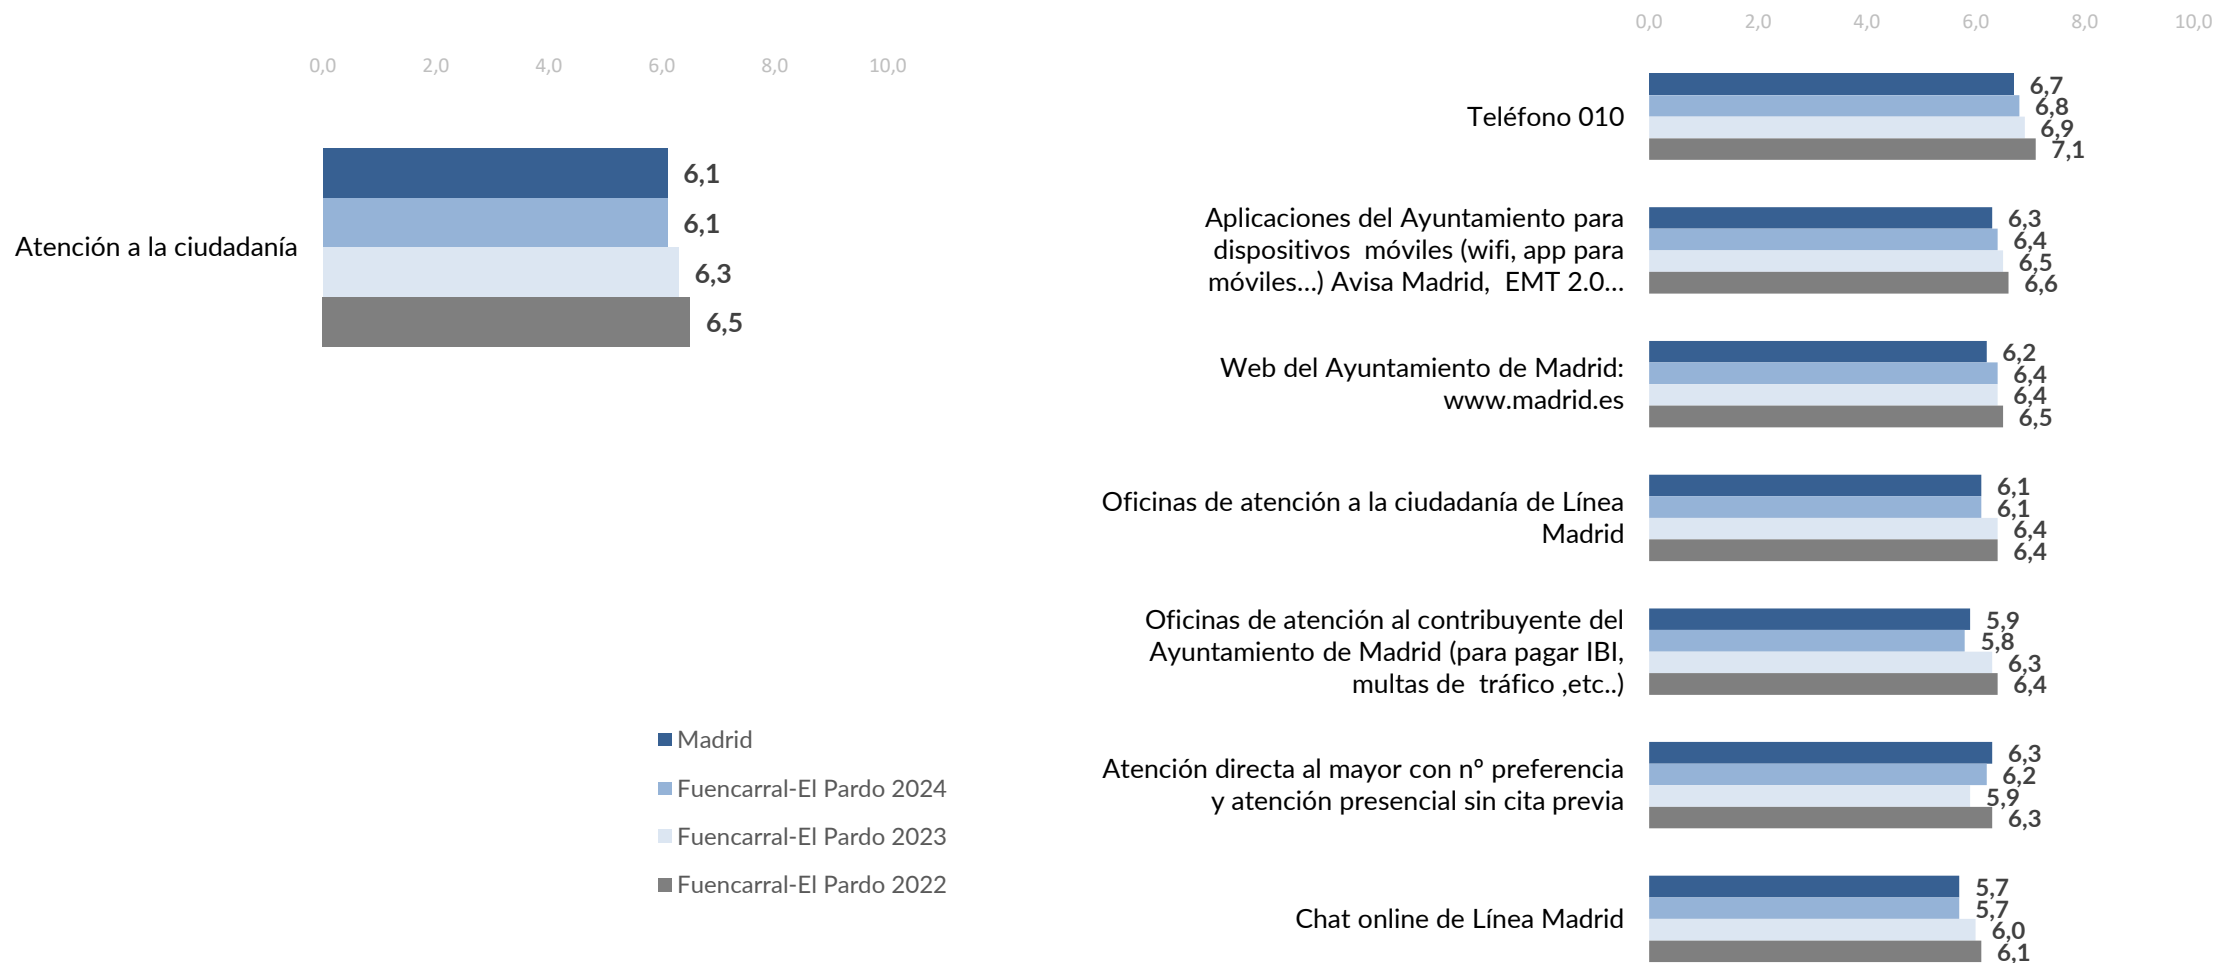 0,0 2,0 4,0 6,0 8,0 10,0
Atención a la ciudadanía
6,1
6,1
6,3
6,5
Madrid
Fuencarral-El Pardo 2024
Fuencarral-El Pardo 2023
Fuencarral-El Pardo 2022
0,0 2,0 4,0 6,0 8,0 10,0
Teléfono 010
6,7
6,8
6,9
7,1
Aplicaciones del Ayuntamiento para
dispositivos  móviles (wifi, app para
móviles...) Avisa Madrid,  EMT 2.0...
6,3
6,4
6,5
6,6
Web del Ayuntamiento de Madrid:
www.madrid.es
6,2
6,4
6,4
6,5
Oficinas de atención a la ciudadanía de Línea
Madrid
6,1
6,1
6,4
6,4
Oficinas de atención al contribuyente del
Ayuntamiento de Madrid (para pagar IBI,
multas de  tráfico ,etc..)
5,9
5,8
6,3
6,4
Atención directa al mayor con nº preferencia
y atención presencial sin cita previa
6,3
6,2
5,9
6,3
Chat online de Línea Madrid
5,7
5,7
6,0
6,1